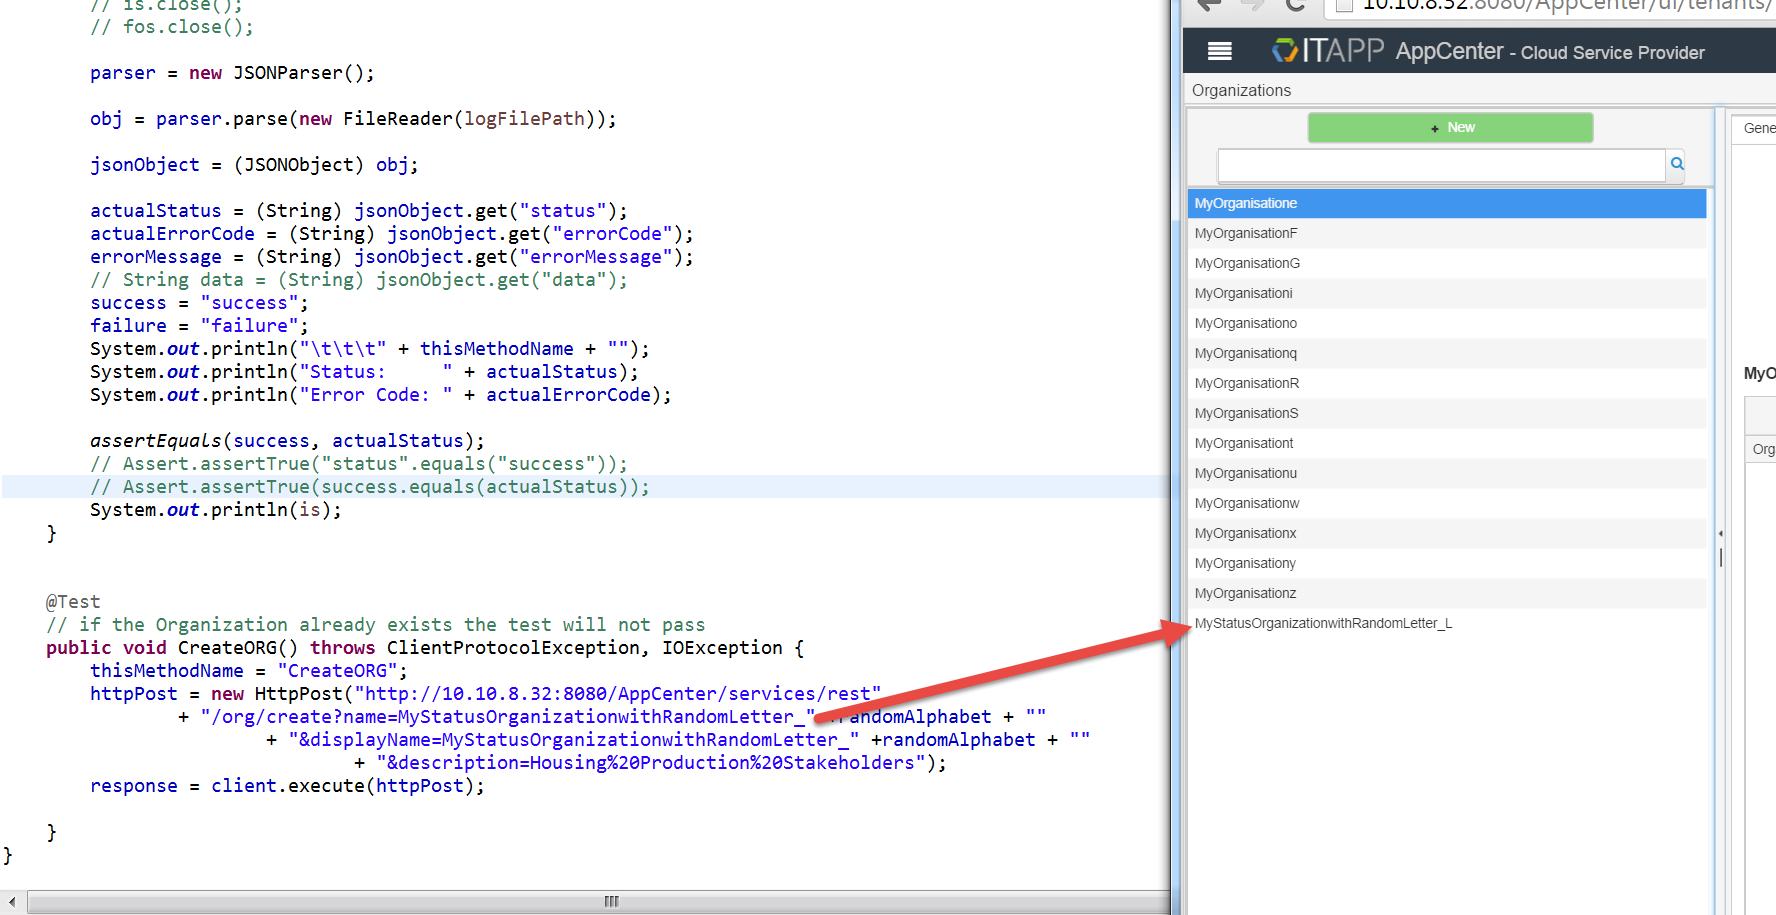 // is.close();
// fos.close();
parser = new JSONParser();
obj = parser.parse(new FileReader(logFilePath));
jsonObject = (JSONObject) obj;
actualStatus = (String) jsonObject.get("status");
actualErrorCode = (String) jsonObject.get("errorCode");
errorMessage = (String) jsonObject.get("errorMessage");
// String data = (String) jsonObject.get("data");
success = "success";
failure = "failure";
System.out.println("\t\t\t" + thisMethodName + "");
System.out.println("Status:     " + actualStatus);
System.out.println("Error Code: " + actualErrorCode);
assertEquals(success, actualStatus);
// Assert.assertTrue("status".equals("success"));
// Assert.assertTrue(success.equals(actualStatus));
System.out.println(is);
}
@Test
// if the Organization already exists the test will not pass
public void CreateORG() throws ClientProtocolException, IOException {
thisMethodName = "CreateORG";
httpPost = new HttpPost("http://10.10.8.32:8080/AppCenter/services/rest"
+ "/org/create?name=MyStatusOrganizationwithRandomLetter_" +randomAlphabet + ""
+ "&displayName=MyStatusOrganizationwithRandomLetter_" +randomAlphabet + ""
+ "&description=Housing%20Production%20Stakeholders");
response = client.execute(httpPost);
}
}
10.10.8.32:8080/AppCenter/ui/tenants/
ITAPP AppCenter - Cloud Service Provider
Organizations
+ New
Gene
MyOrganisatione
MyOrganisationF
MyOrganisationG
MyOrganisationi
MyOrganisationo
MyOrganisationq
MyOrganisationR
MyOrganisationS
MyOrganisationt
MyOrganisationu
MyOrganisationw
MyOrganisationx
MyOrganisationy
MyOrganisationz
MyStatusOrganizationwithRandomLetter_L
MyO
Org